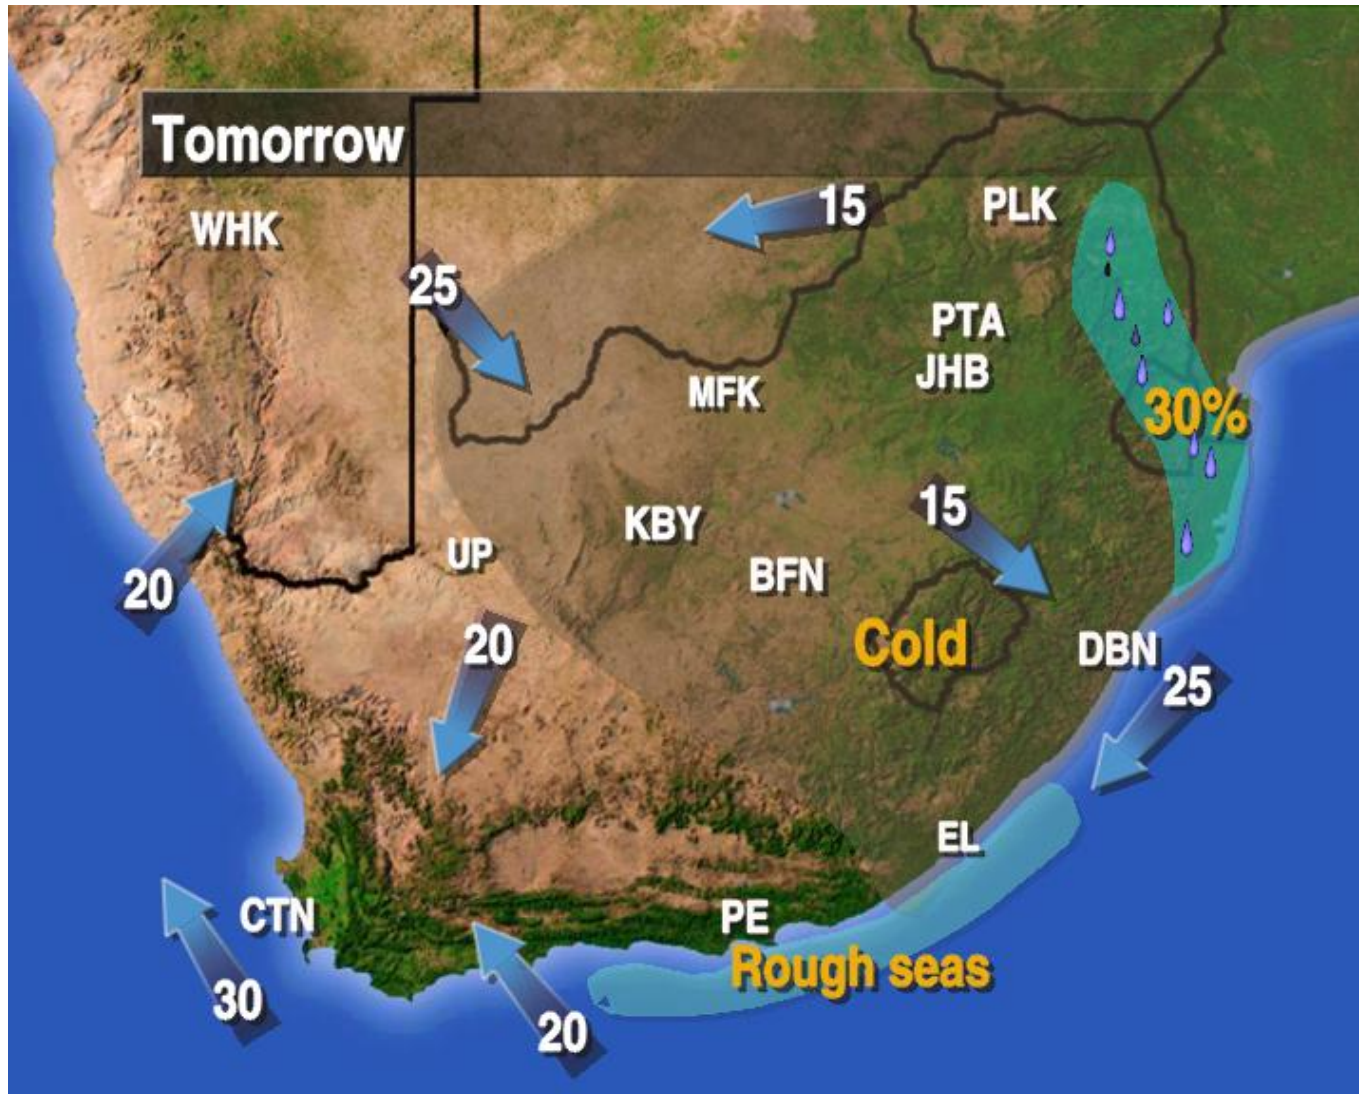 Tomorrow
PLK
15
WHK
25
PTA
JHB
MFK
30%
15
KBY
UP
BFN
20
Cold
20
DBN
25
EL
CTN
PE
Rough seas
30
20